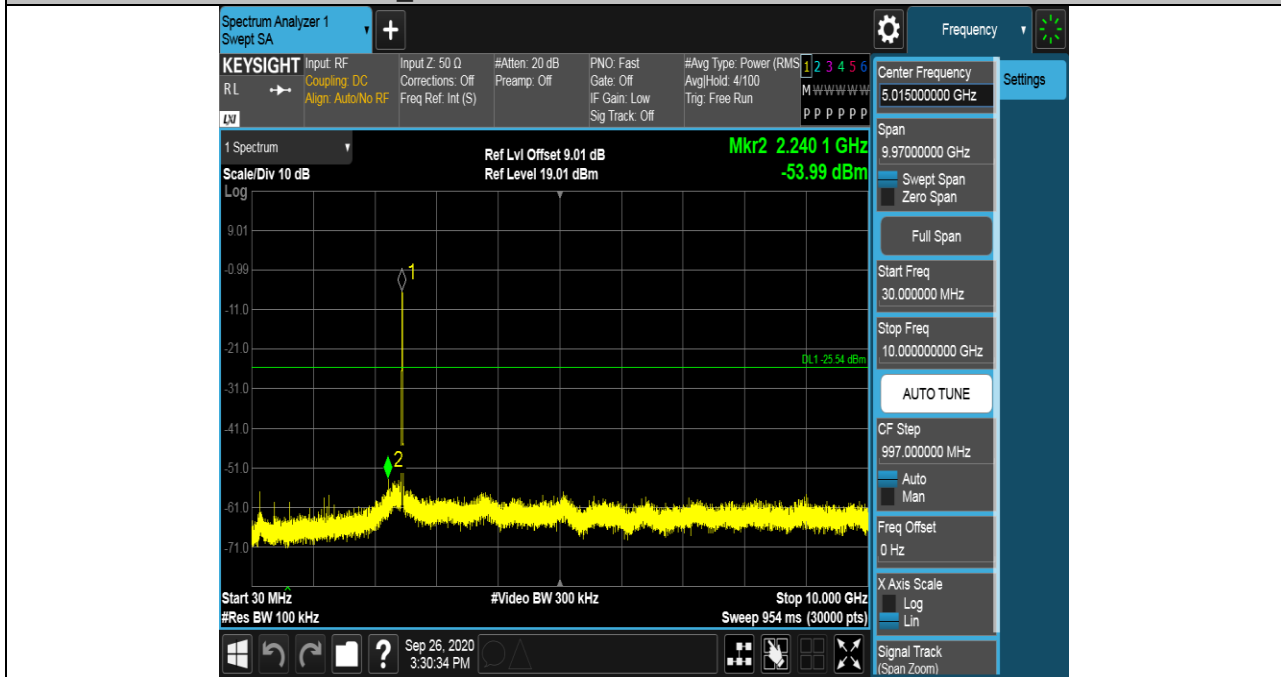 Spectrum Analyzer 1
Swept SA
+
Frequency
KEYSIGHT
RL
LXI
Input: RF
Coupling: DC
Align: Auto/No RF
Input Z: 50 Ω
Corrections: Off
Freq Ref: Int (S)
#Atten: 20 dB
Preamp: Off
PNO: Fast
Gate: Off
IF Gain: Low
Sig Track: Off
#Avg Type: Power (RMS
Avg|Hold: 4/100
Trig: Free Run
1 2 3 4 5 6
M W W W W W
P P P P P P
1 Spectrum
Scale/Div 10 dB
Ref Lvl Offset 9.01 dB
Ref Level 19.01 dBm
Mkr2 2.240 1 GHz
-53.99 dBm
Log
9.01
-0.99
-11.0
-21.0
-31.0
-41.0
-51.0
-61.0
-71.0
1
2
DL1 -25.54 dBm
Start 30 MHz
#Res BW 100 kHz
#Video BW 300 kHz
Stop 10.000 GHz
Sweep 954 ms (30000 pts)
?
Sep 26, 2020
3:30:34 PM
Center Frequency
5.015000000 GHz
Span
9.97000000 GHz
Swept Span
Zero Span
Full Span
Start Freq
30.000000 MHz
Stop Freq
10.000000000 GHz
AUTO TUNE
CF Step
997.000000 MHz
Auto
Man
Freq Offset
0 Hz
X Axis Scale
Log
Lin
Signal Track
(Span Zoom)
Settings